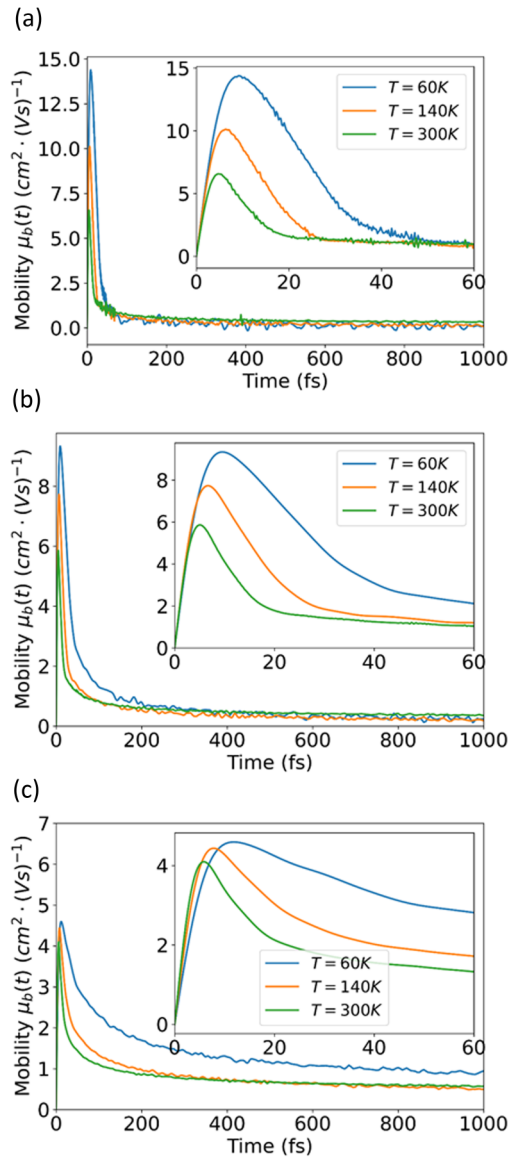 (a)
15.0
12.5
10.0
7.5
5.0
2.5
0.0
Mobility μ_b(t) (cm² · (Vs)⁻¹)
15
10
5
0
T = 60K
T = 140K
T = 300K
0 20 40 60
0 200 400 600 800 1000
Time (fs)
(b)
8
6
4
2
0
Mobility μ_b(t) (cm² · (Vs)⁻¹)
8
6
4
2
0
T = 60K
T = 140K
T = 300K
0 20 40 60
0 200 400 600 800 1000
Time (fs)
(c)
7
6
5
4
3
2
1
0
Mobility μ_b(t) (cm² · (Vs)⁻¹)
4
2
0
T = 60K
T = 140K
T = 300K
0 20 40 60
0 200 400 600 800 1000
Time (fs)